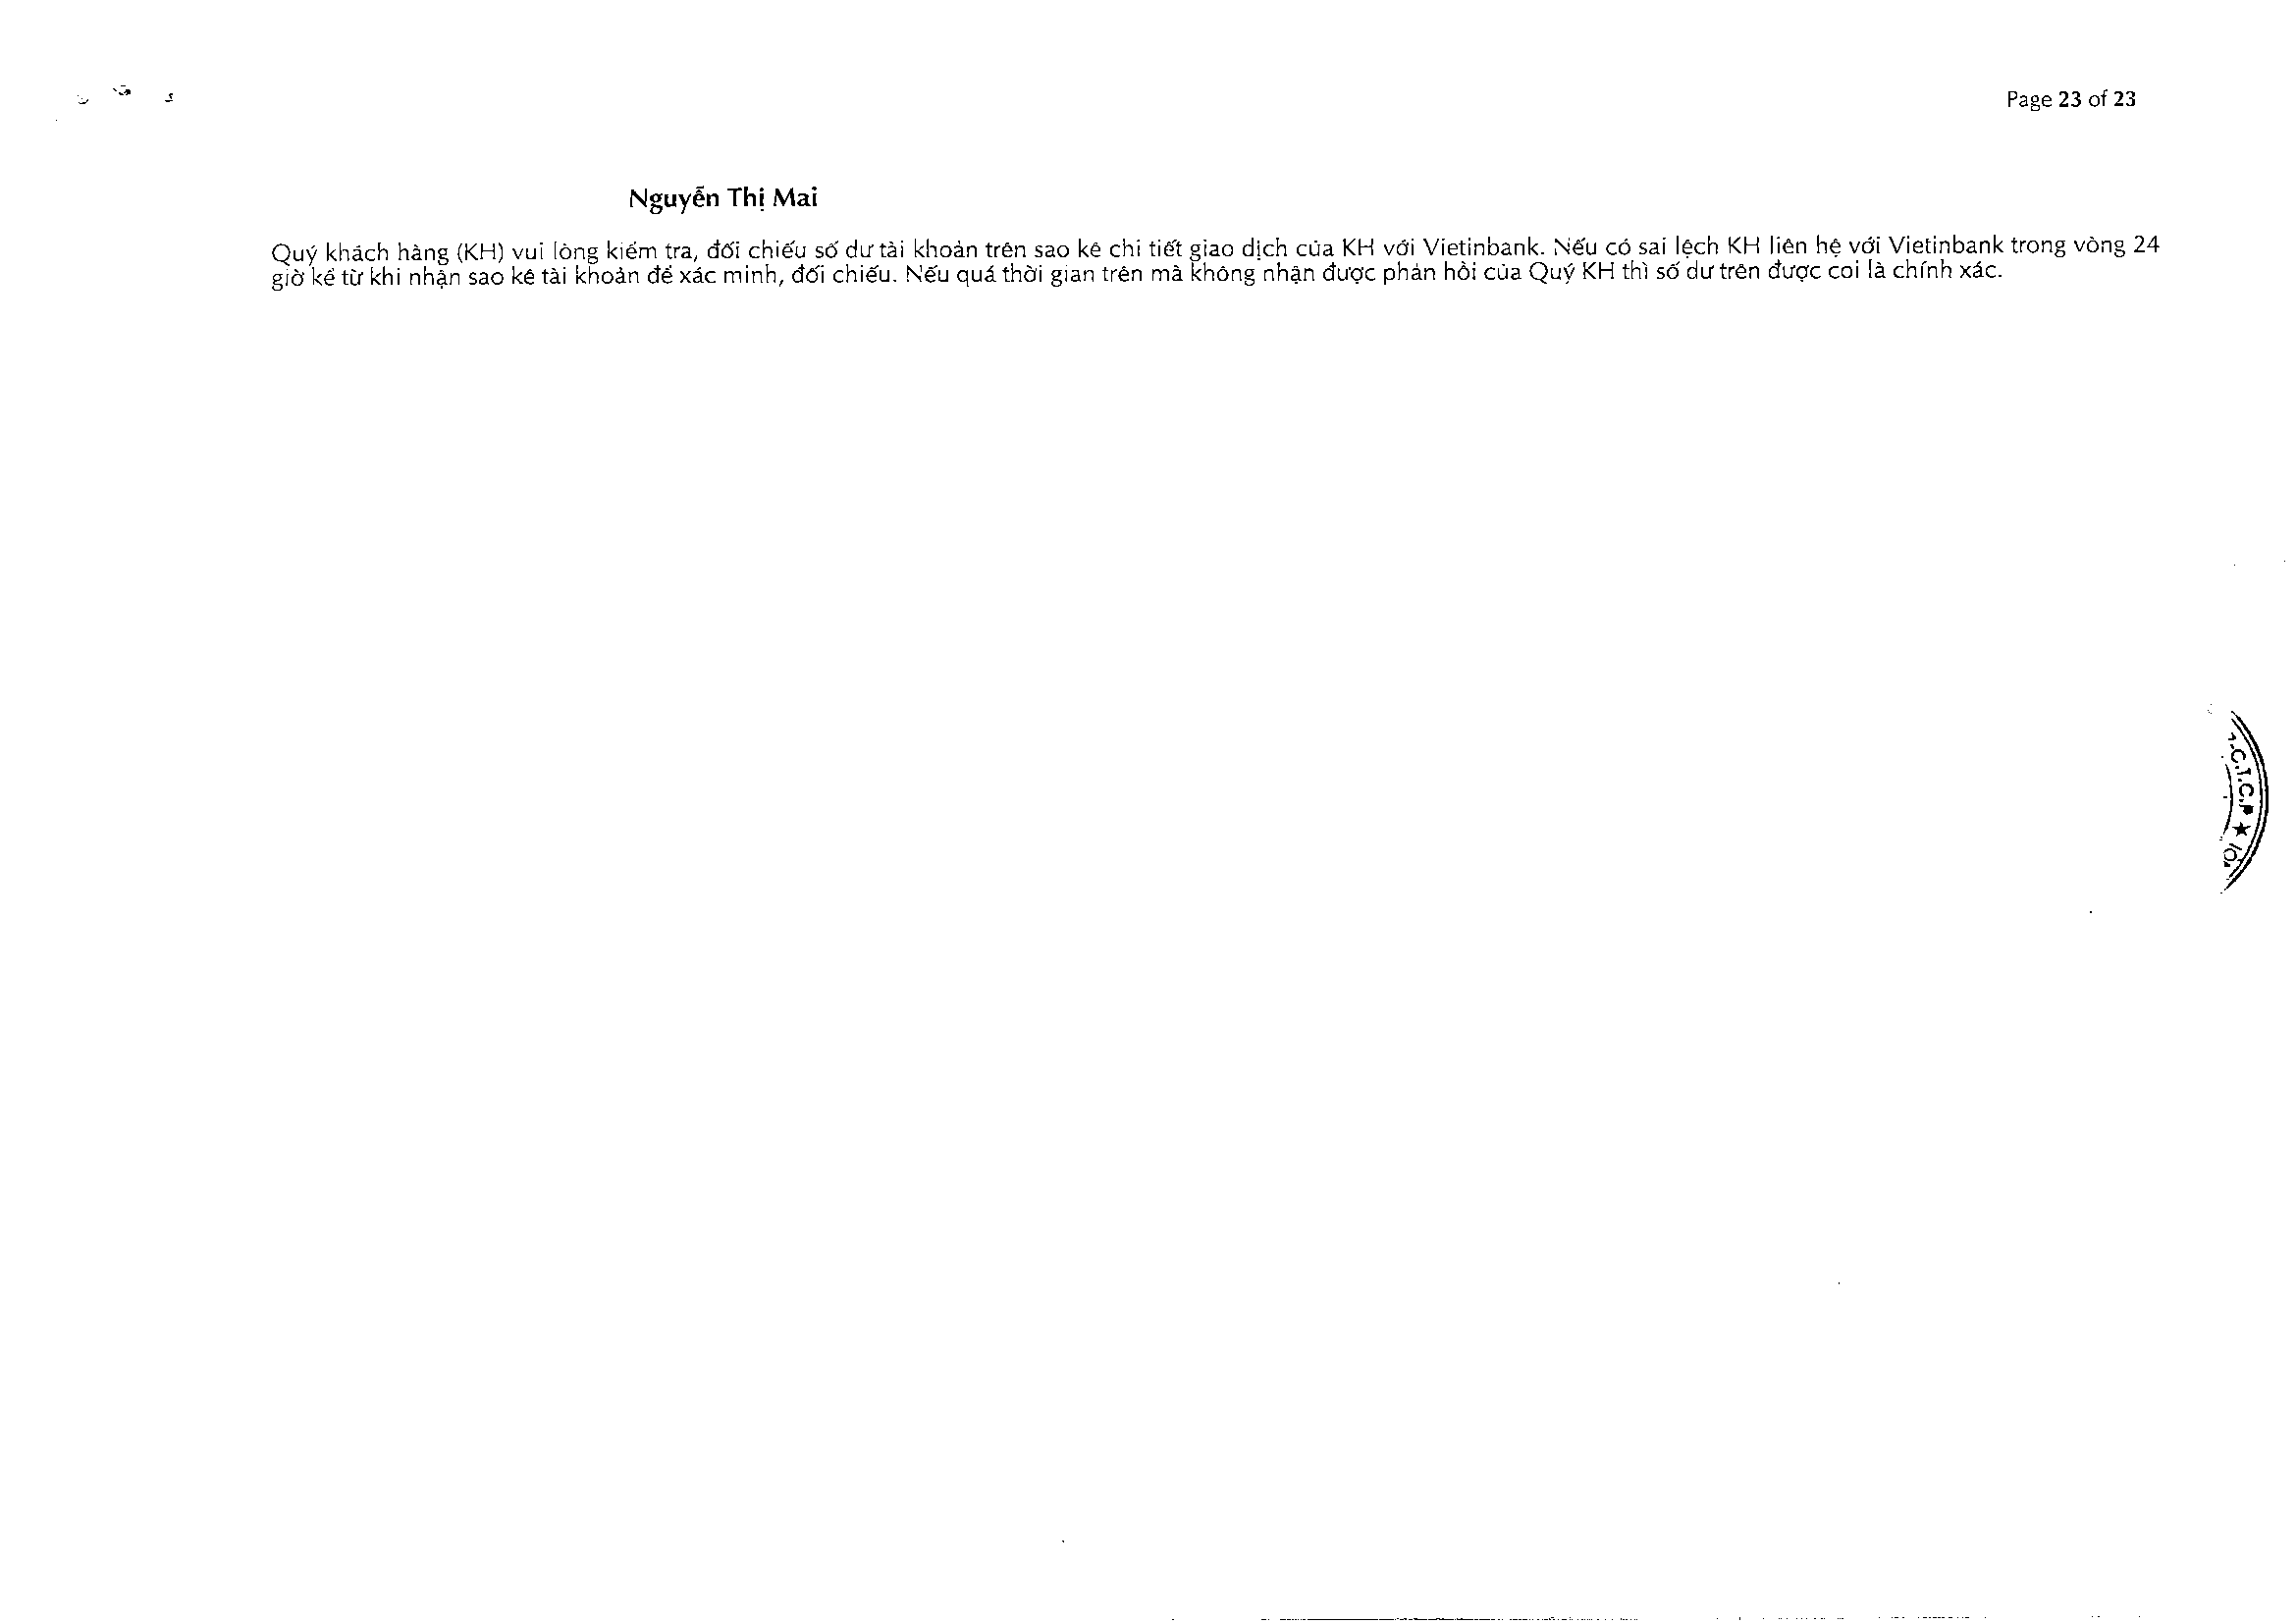 Page 23 of 23
Nguyễn Thị Mai
Quý khách hàng (KH) vui lòng kiểm tra, đối chiếu số dư tài khoản trên sao kê chi tiết giao dịch của KH với Vietinbank. Nếu có sai lệch KH liên hệ với Vietinbank trong vòng 24
giờ kể từ khi nhận sao kê tài khoản để xác minh, đối chiếu. Nếu quá thời gian trên mà không nhận được phản hồi của Quý KH thì số dư trên được coi là chính xác.
.C.T.C.P ★